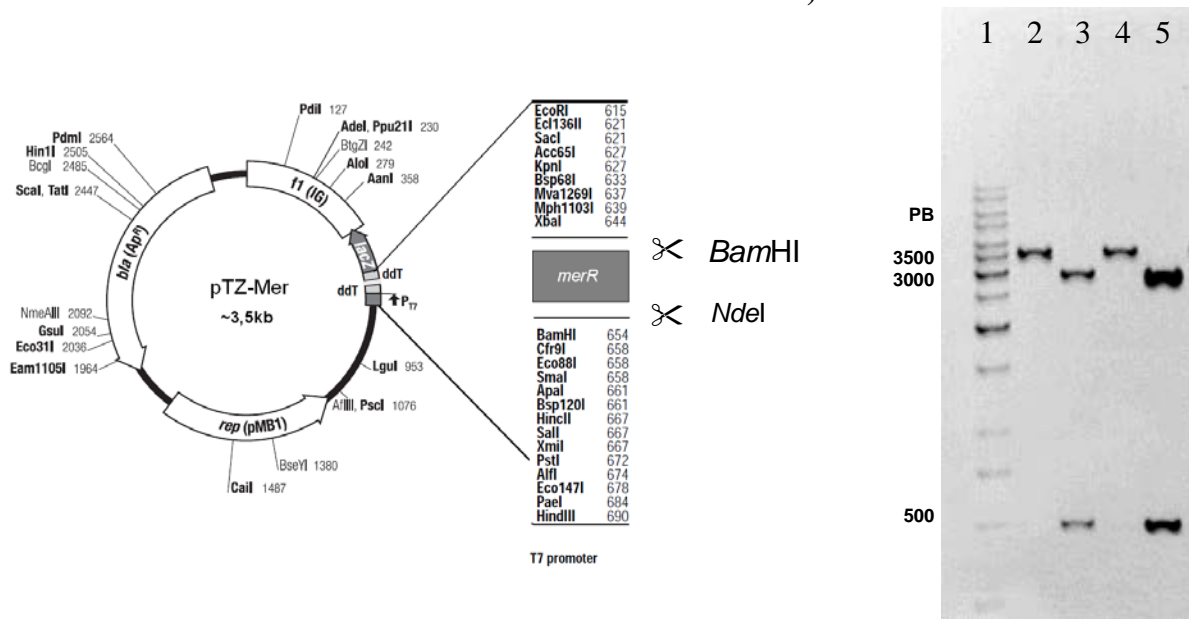 PdiI 127
AdeI, Ppu21I 230
BtgZI 242
AloI 279
AanI 358
PdmI 2564
Hin1I 2505
BcgI 2485
ScaI, TatI 2447
f1 (IG)
bla (ApR)
pTZ-Mer
~3,5kb
ddT
ddT
PT7
NmeAIII 2092
GsuI 2054
Eco31I 2036
Eam1105I 1964
LguI 953
AflIII, PscI 1076
rep (pMB1)
BseYI 1380
CaiI 1487
EcoRI 615
Ecl136II 621
SacI 621
Acc65I 627
KpnI 627
Bsp68I 633
Mva1269I 637
Mph1103I 639
XbaI 644
merR
BamHI
NdeI
BamHI 654
Cfr9I 658
Eco88I 658
SmaI 658
ApaI 661
Bsp120I 661
HincII 667
SalI 667
XmiI 667
PstI 672
AlfI 674
Eco147I 678
PaeI 684
HindIII 690
T7 promoter
1 2 3 4 5
PB
3500
3000
500